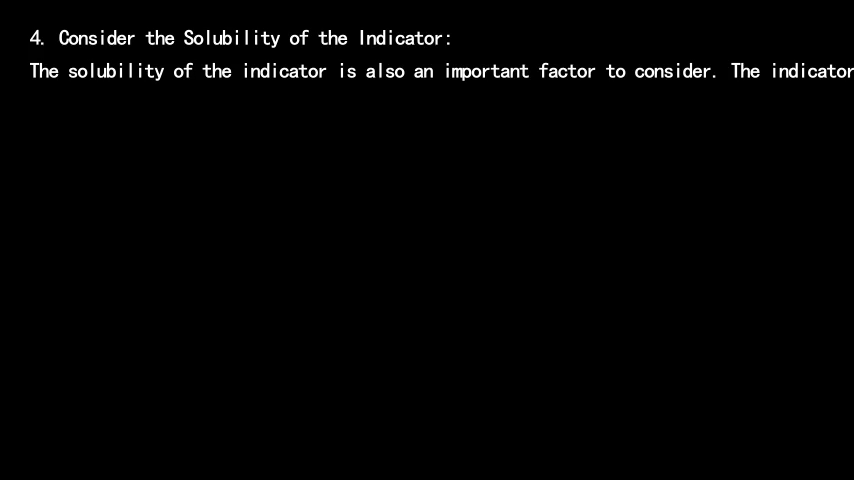 4. Consider the Solubility of the Indicator:
The solubility of the indicator is also an important factor to consider. The indicator